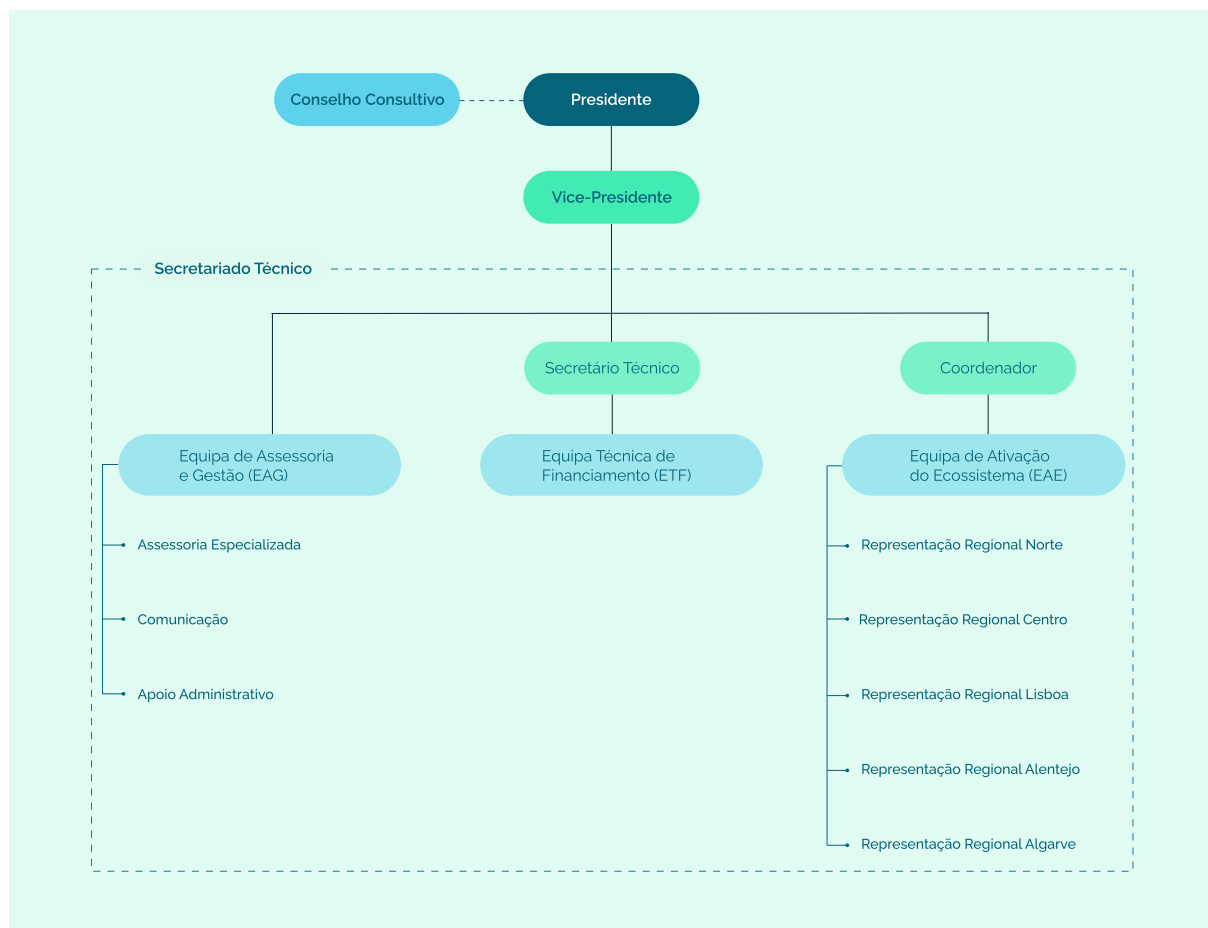 Conselho Consultivo
Presidente
Vice-Presidente
Secretariado Técnico
Secretário Técnico
Coordenador
Equipa de Assessoria
e Gestão (EAG)
Equipa Técnica de
Financiamento (ETF)
Equipa de Ativação
do Ecossistema (EAE)
Assessoria Especializada
Comunicação
Apoio Administrativo
Representação Regional Norte
Representação Regional Centro
Representação Regional Lisboa
Representação Regional Alentejo
Representação Regional Algarve